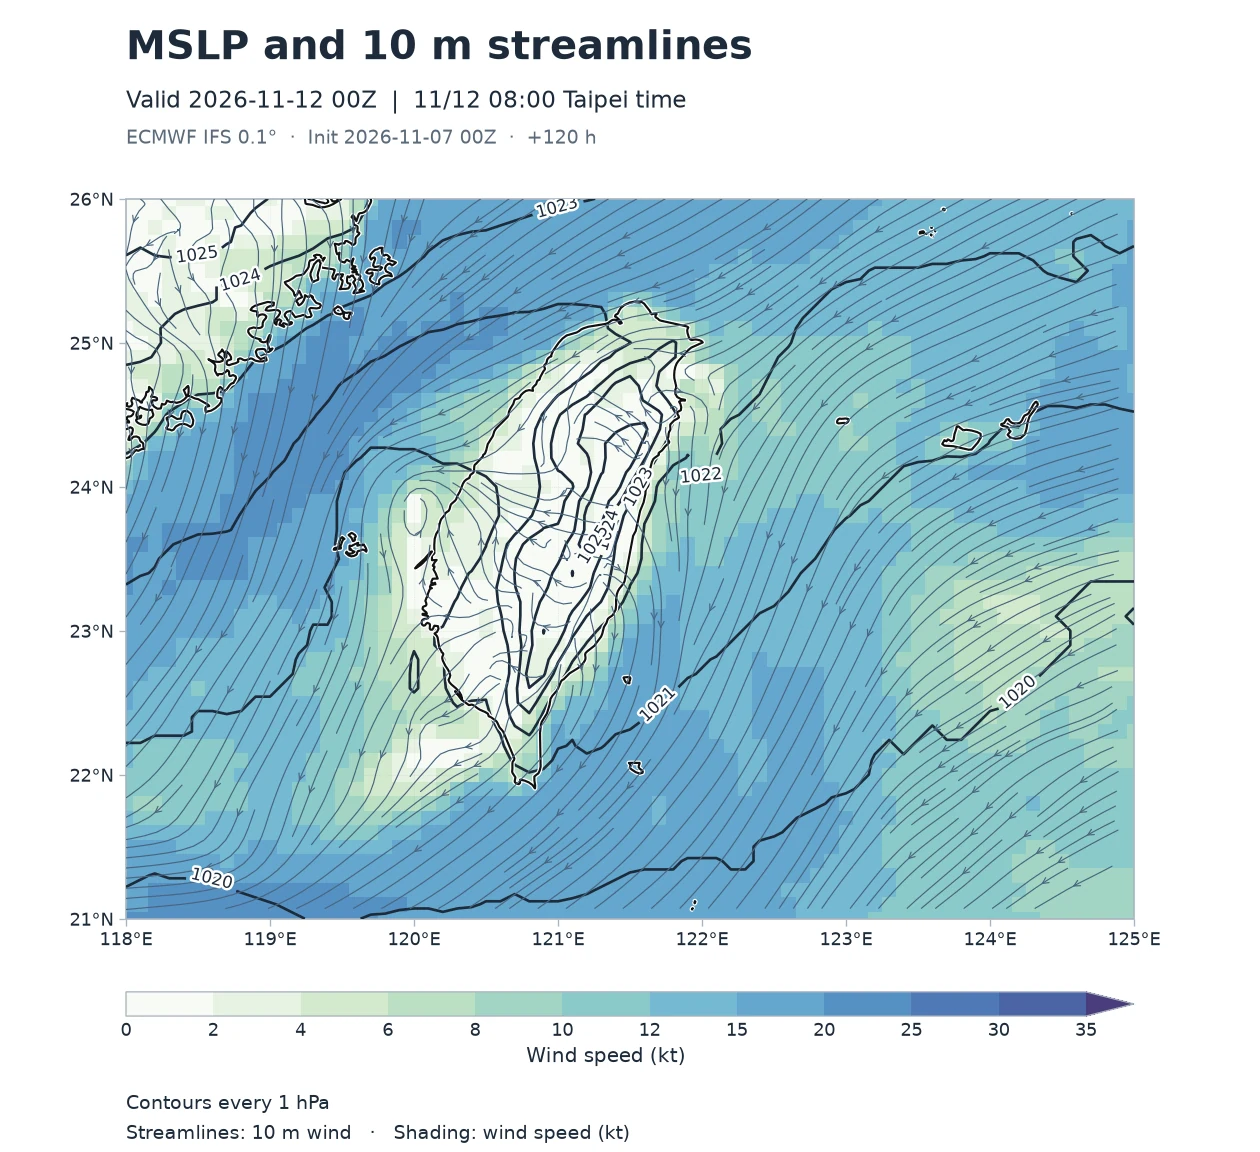 MSLP and 10 m streamlines
Valid 2026-11-12 00Z | 11/12 08:00 Taipei time
ECMWF IFS 0.1° · Init 2026-11-07 00Z · +120 h
26°N
25°N
24°N
23°N
22°N
21°N
1023
1025
1024
1022
1023
1024
1025
1021
1020
1020
118°E 119°E 120°E 121°E 122°E 123°E 124°E 125°E
0 2 4 6 8 10 12 15 20 25 30 35
Wind speed (kt)
Contours every 1 hPa
Streamlines: 10 m wind · Shading: wind speed (kt)